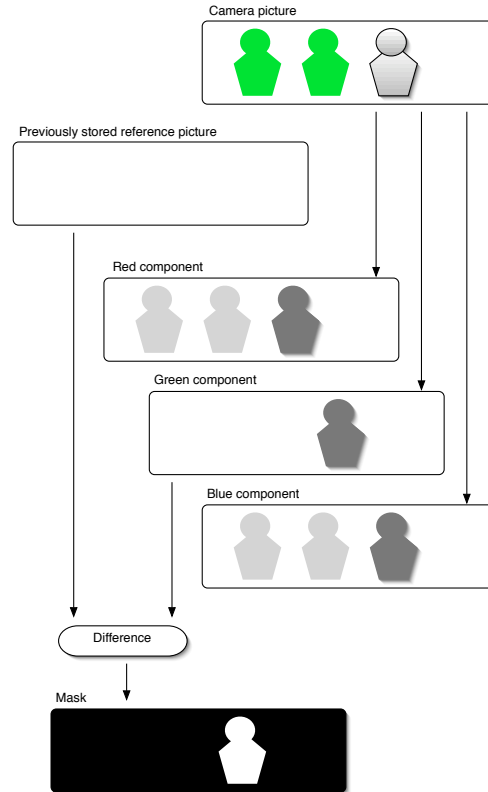 Camera picture
Previously stored reference picture
Red component
Green component
Blue component
Difference
Mask